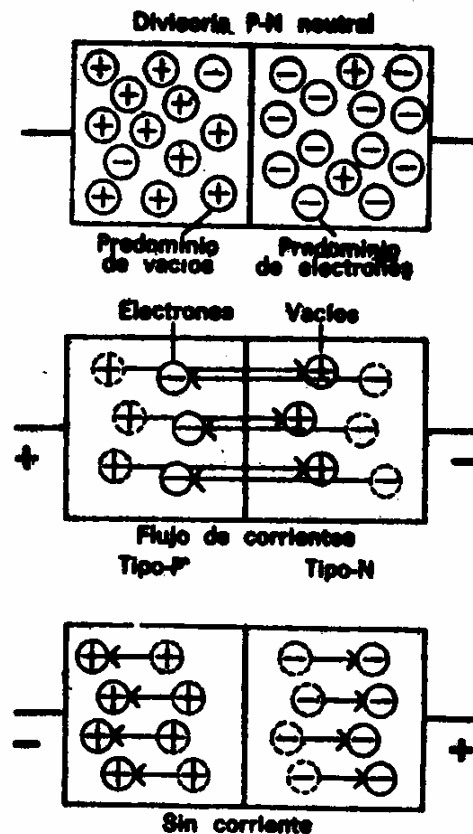 Divisoria P-N neutral
Predominio de vacíos
Predominio de electrones
Electrones
Vacíos
+
−
Flujo de corrientes
Tipo-P
Tipo-N
−
+
Sin corriente